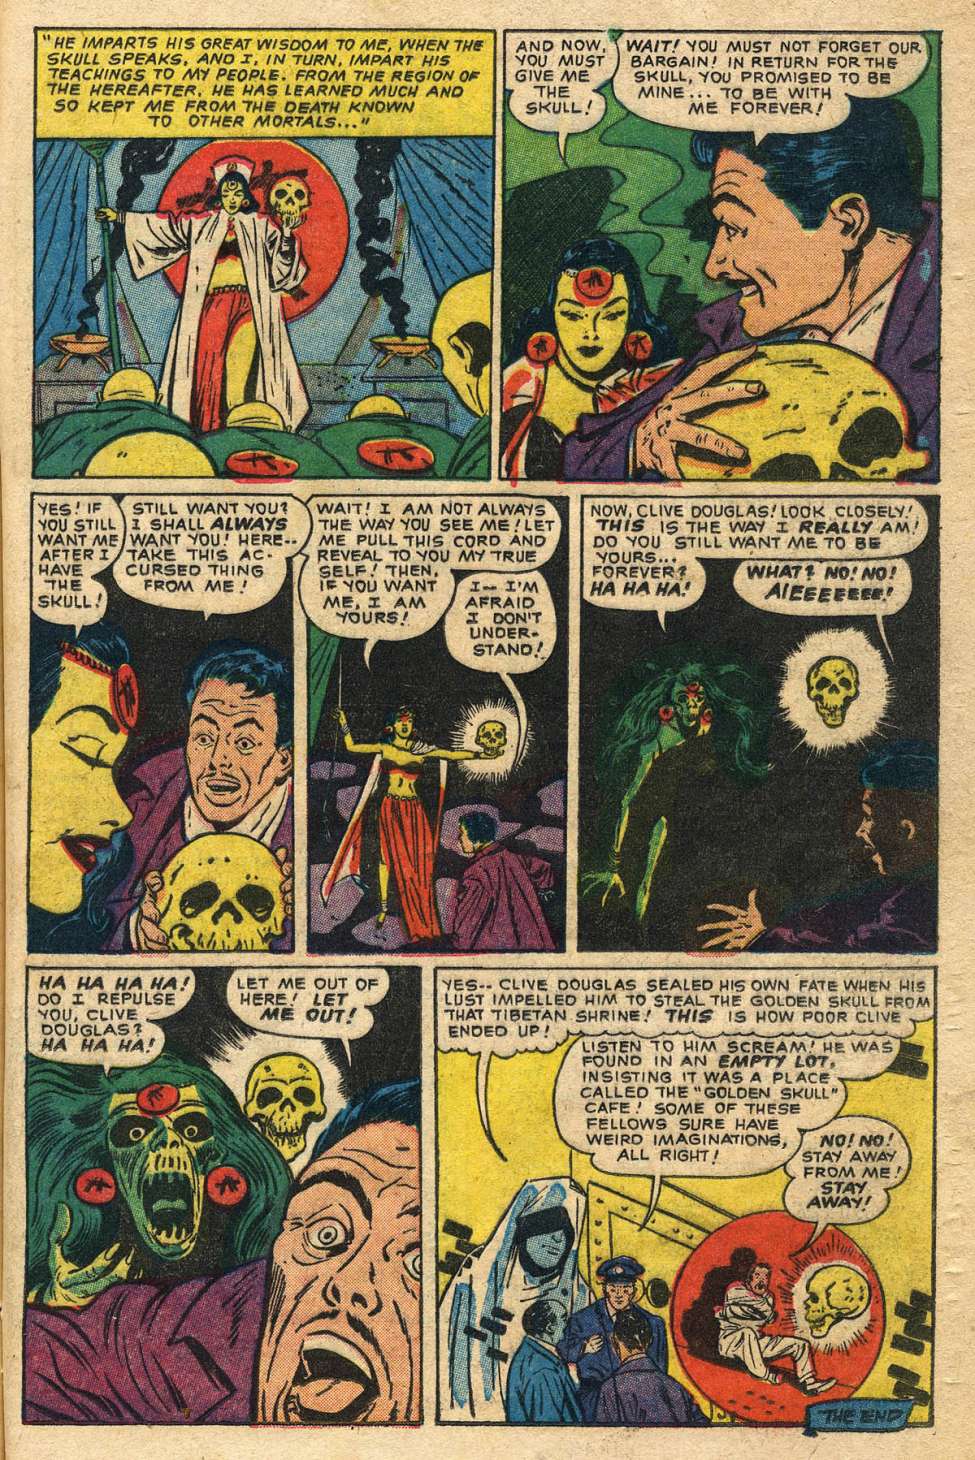 "HE IMPARTS HIS GREAT WISDOM TO ME, WHEN THE
SKULL SPEAKS, AND I, IN TURN, IMPART HIS
TEACHINGS TO MY PEOPLE. FROM THE REGION OF
THE HEREAFTER, HE HAS LEARNED MUCH AND
SO KEPT ME FROM THE DEATH KNOWN
TO OTHER MORTALS..."
AND NOW,
YOU MUST
GIVE ME
THE
SKULL!
WAIT! YOU MUST NOT FORGET OUR
BARGAIN! IN RETURN FOR THE
SKULL, YOU PROMISED TO BE
MINE... TO BE WITH
ME FOREVER!
YES! IF
YOU STILL
WANT ME
AFTER I
HAVE
THE
SKULL!
STILL WANT YOU?
I SHALL ALWAYS
WANT YOU! HERE--
TAKE THIS AC-
CURSED THING
FROM ME!
WAIT! I AM NOT ALWAYS
THE WAY YOU SEE ME! LET
ME PULL THIS CORD AND
REVEAL TO YOU MY TRUE
SELF! THEN,
IF YOU WANT
ME, I AM
YOURS!
I-- I'M
AFRAID
I DON'T
UNDER-
STAND!
NOW, CLIVE DOUGLAS! LOOK CLOSELY!
THIS IS THE WAY I REALLY AM!
DO YOU STILL WANT ME TO BE
YOURS...
FOREVER?
HA HA HA!
WHAT? NO! NO!
AIEEEEEEE!
HA HA HA HA!
DO I REPULSE
YOU, CLIVE
DOUGLAS?
HA HA HA!
LET ME OUT OF
HERE! LET
ME OUT!
YES-- CLIVE DOUGLAS SEALED HIS OWN FATE WHEN HIS
LUST IMPELLED HIM TO STEAL THE GOLDEN SKULL FROM
THAT TIBETAN SHRINE! THIS IS HOW POOR CLIVE
ENDED UP!
LISTEN TO HIM SCREAM! HE WAS
FOUND IN AN EMPTY LOT,
INSISTING IT WAS A PLACE
CALLED THE "GOLDEN SKULL"
CAFE! SOME OF THESE
FELLOWS SURE HAVE
WEIRD IMAGINATIONS,
ALL RIGHT!
NO! NO!
STAY AWAY
FROM ME!
STAY
AWAY!
THE END